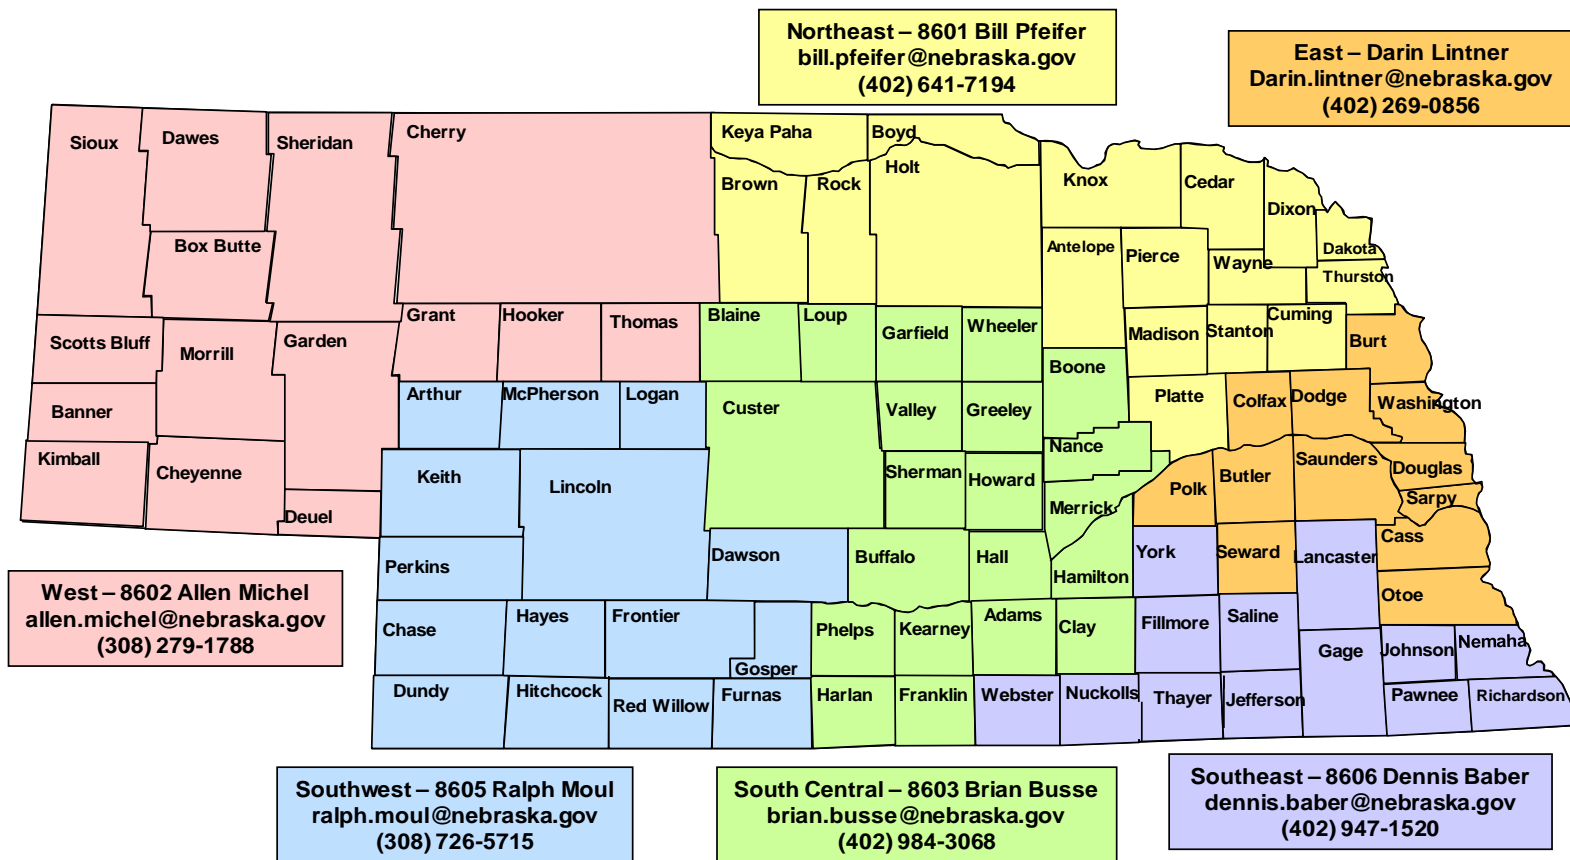 Northeast – 8601 Bill Pfeifer
bill.pfeifer@nebraska.gov
(402) 641-7194
East – Darin Lintner
Darin.lintner@nebraska.gov
(402) 269-0856
Sioux
Dawes
Sheridan
Cherry
Keya Paha
Boyd
Holt
Brown
Rock
Knox
Cedar
Dixon
Dakota
Thurston
Box Butte
Antelope
Pierce
Wayne
Scotts Bluff
Morrill
Garden
Grant
Hooker
Thomas
Blaine
Loup
Garfield
Wheeler
Madison
Stanton
Cuming
Burt
Boone
Banner
Arthur
McPherson
Logan
Custer
Valley
Greeley
Platte
Colfax
Dodge
Washington
Nance
Kimball
Cheyenne
Keith
Lincoln
Sherman
Howard
Polk
Butler
Saunders
Douglas
Sarpy
Merrick
Deuel
Perkins
Dawson
Buffalo
Hall
Hamilton
York
Seward
Lancaster
Cass
Otoe
West – 8602 Allen Michel
allen.michel@nebraska.gov
(308) 279-1788
Chase
Hayes
Frontier
Gosper
Phelps
Kearney
Adams
Clay
Fillmore
Saline
Gage
Johnson
Nemaha
Dundy
Hitchcock
Red Willow
Furnas
Harlan
Franklin
Webster
Nuckolls
Thayer
Jefferson
Pawnee
Richardson
Southwest – 8605 Ralph Moul
ralph.moul@nebraska.gov
(308) 726-5715
South Central – 8603 Brian Busse
brian.busse@nebraska.gov
(402) 984-3068
Southeast – 8606 Dennis Baber
dennis.baber@nebraska.gov
(402) 947-1520